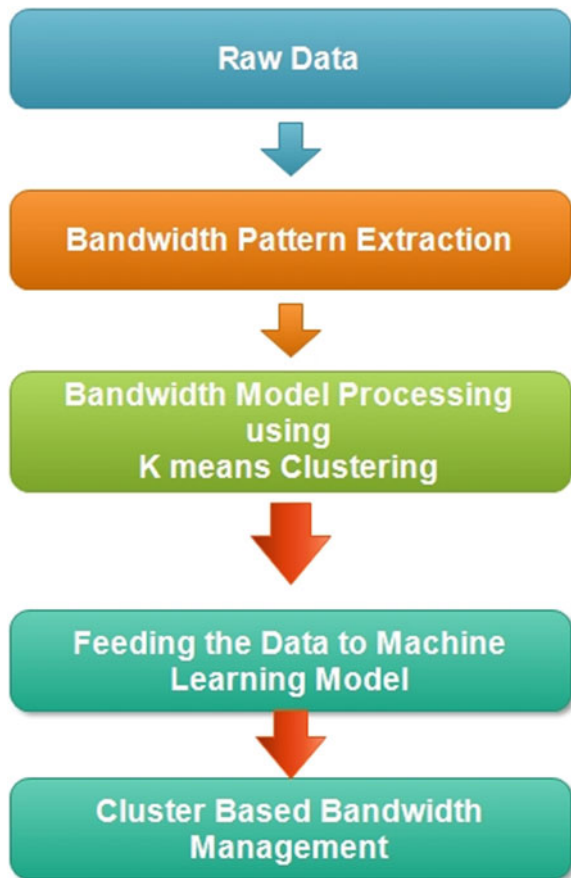 Raw Data
Bandwidth Pattern Extraction
Bandwidth Model Processing
using
K means Clustering
Feeding the Data to Machine
Learning Model
Cluster Based Bandwidth
Management